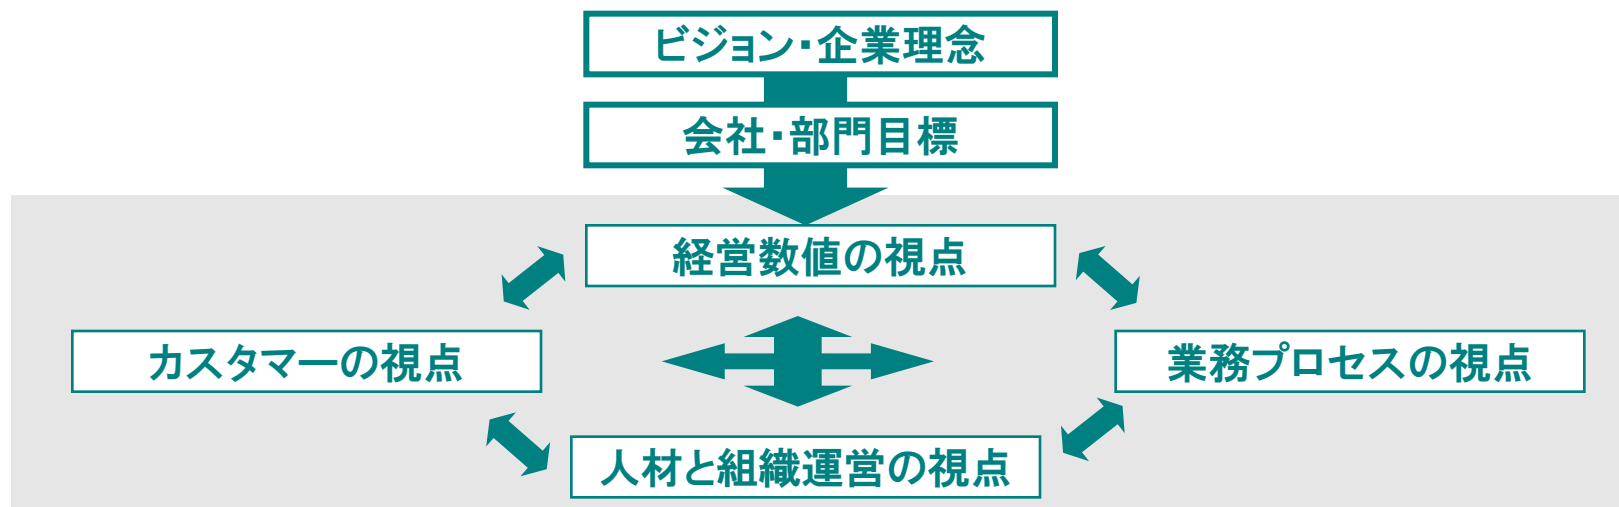 ビジョン・企業理念
会社・部門目標
経営数値の視点
カスタマーの視点
業務プロセスの視点
人材と組織運営の視点